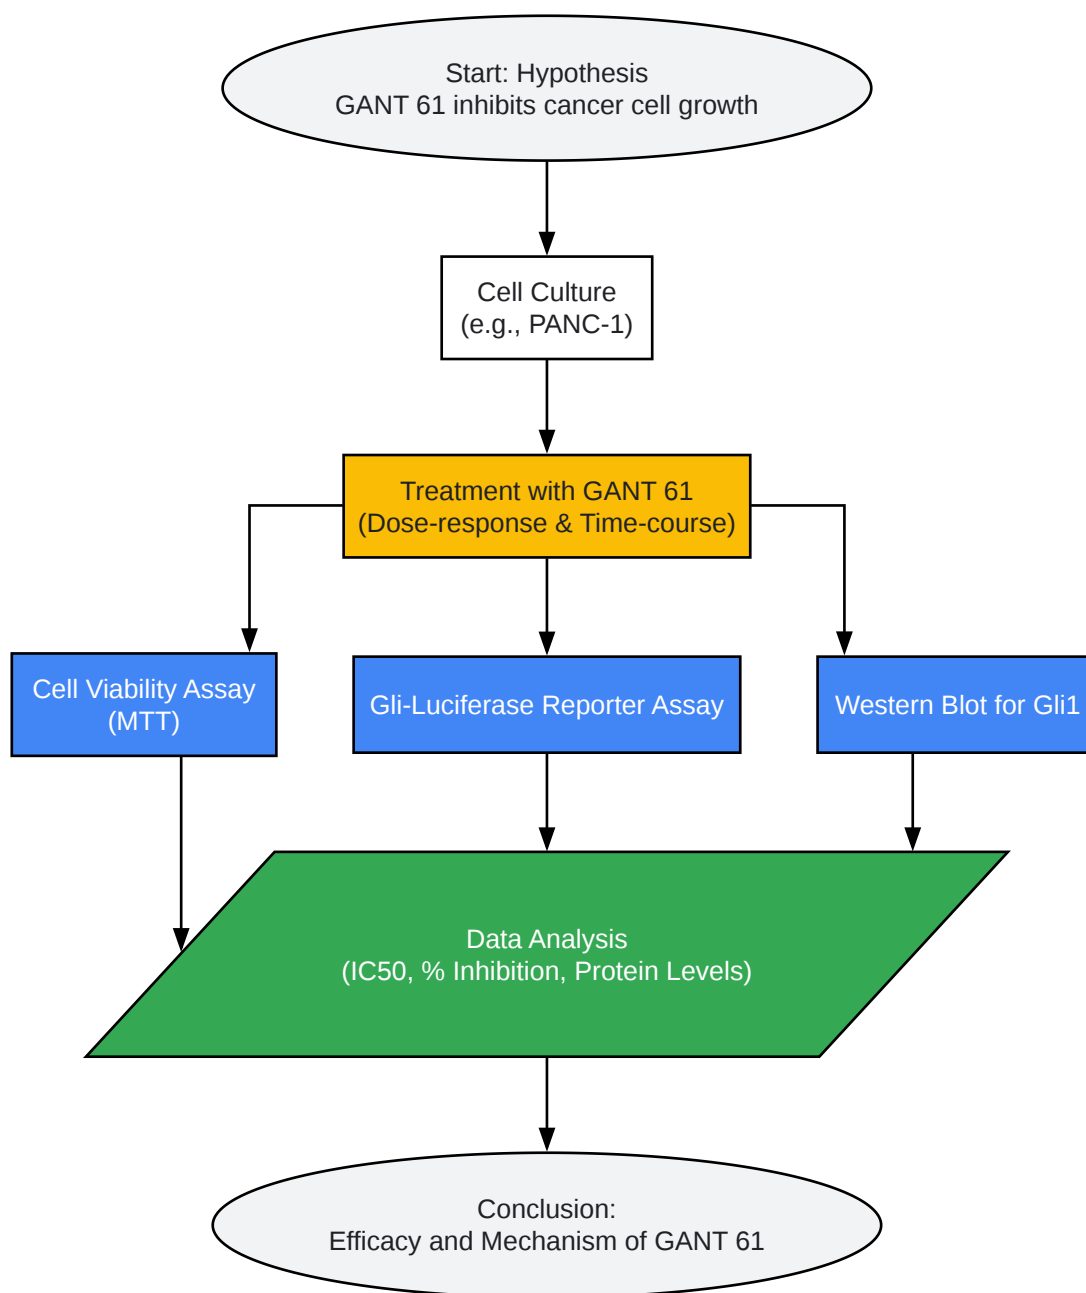 Start: Hypothesis
GANT 61 inhibits cancer cell growth
Cell Culture
(e.g., PANC-1)
Treatment with GANT 61
(Dose-response & Time-course)
Cell Viability Assay
(MTT)
Gli-Luciferase Reporter Assay
Western Blot for Gli1
Data Analysis
(IC50, % Inhibition, Protein Levels)
Conclusion:
Efficacy and Mechanism of GANT 61